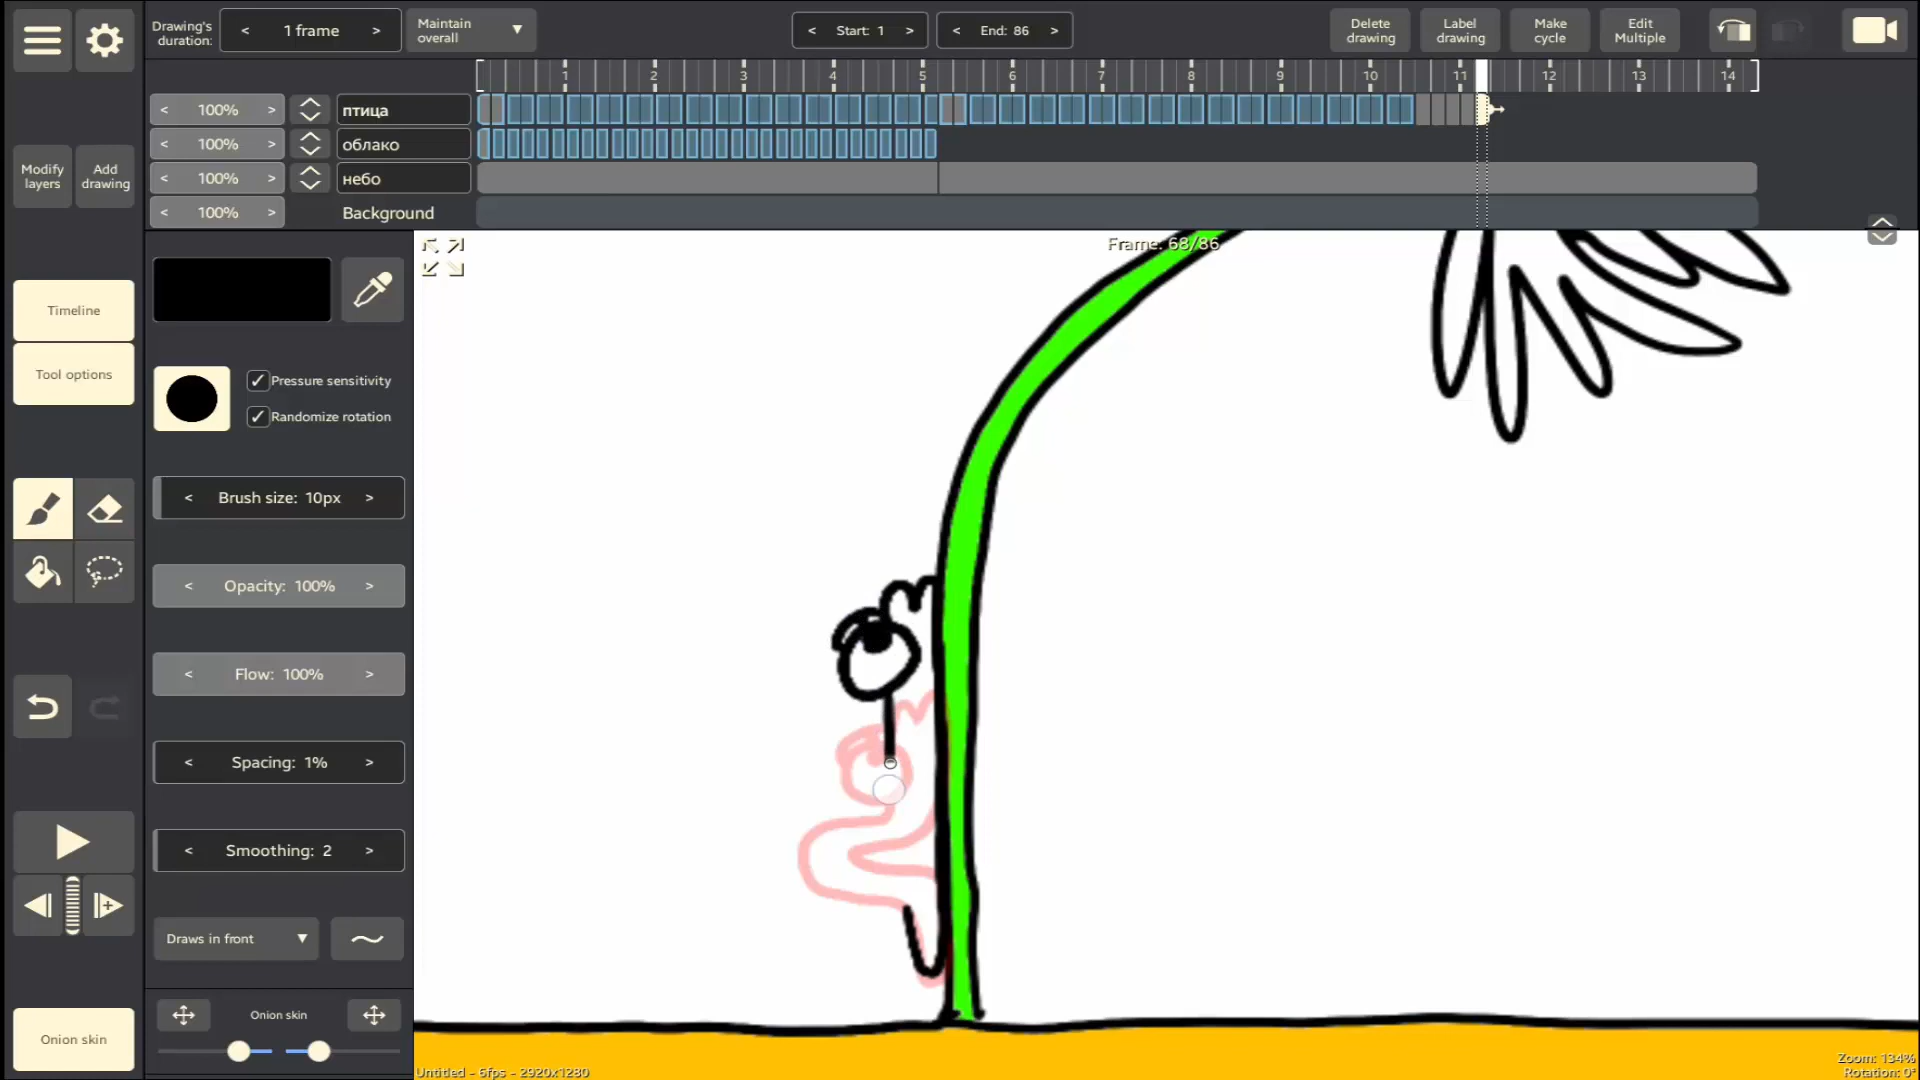 Drawing's
duration:
< 1 frame >
Maintain
overall
< Start: 1 >
< End: 86 >
Delete
drawing
Label
drawing
Make
cycle
Edit
Multiple
1 2 3 4 5 6 7 8 9 10 11 12 13 14
< 100% > птица
< 100% > облако
< 100% > небо
< 100% > Background
Modify
layers
Add
drawing
Frame: 68/86
Timeline
Tool options
Pressure sensitivity
Randomize rotation
< Brush size: 10px >
< Opacity: 100% >
< Flow: 100% >
< Spacing: 1% >
< Smoothing: 2 >
Draws in front
Onion skin
Onion skin
Untitled - 6fps - 2920x1280
Zoom: 134%
Rotation: 0°